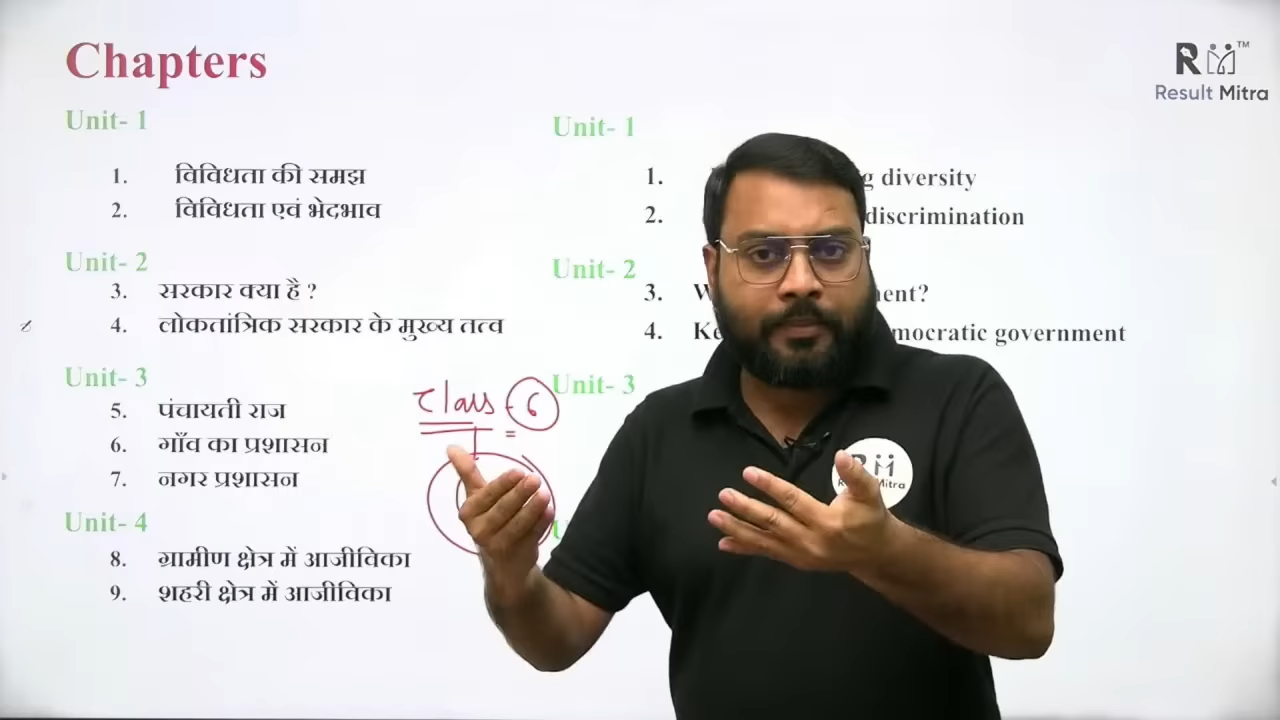 Chapters
R M™
Result Mitra
Unit- 1
1. विविधता की समझ
2. विविधता एवं भेदभाव
Unit- 2
3. सरकार क्या है ?
4. लोकतांत्रिक सरकार के मुख्य तत्व
Unit- 3
5. पंचायती राज
6. गाँव का प्रशासन
7. नगर प्रशासन
Unit- 4
8. ग्रामीण क्षेत्र में आजीविका
9. शहरी क्षेत्र में आजीविका
Class - 6
Unit- 1
1. diversity
2. discrimination
Unit- 2
3.
4. government
Unit- 3